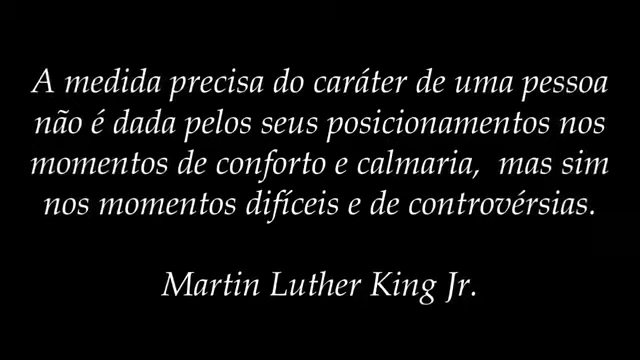 A medida precisa do caráter de uma pessoa
não é dada pelos seus posicionamentos nos
momentos de conforto e calmaria,  mas sim
nos momentos difíceis e de controvérsias.
Martin Luther King Jr.